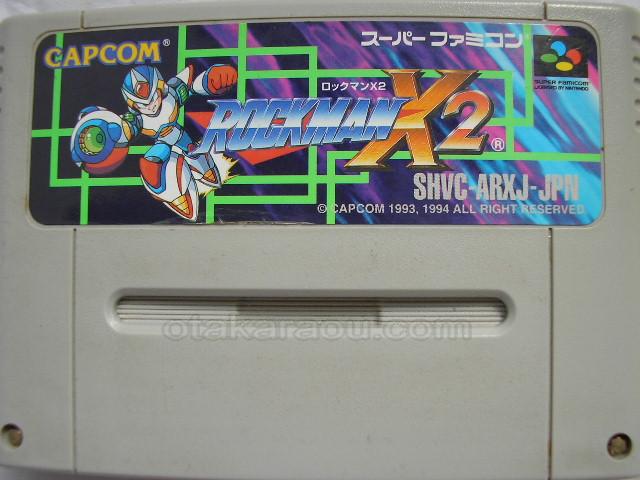 CAPCOM®
スーパーファミコン
SUPER FAMICOM
LICENSED BY NINTENDO
ロックマンX2
ROCKMAN X2®
SHVC-ARXJ-JPN
© CAPCOM 1993, 1994 ALL RIGHT RESERVED
otakaraou.com